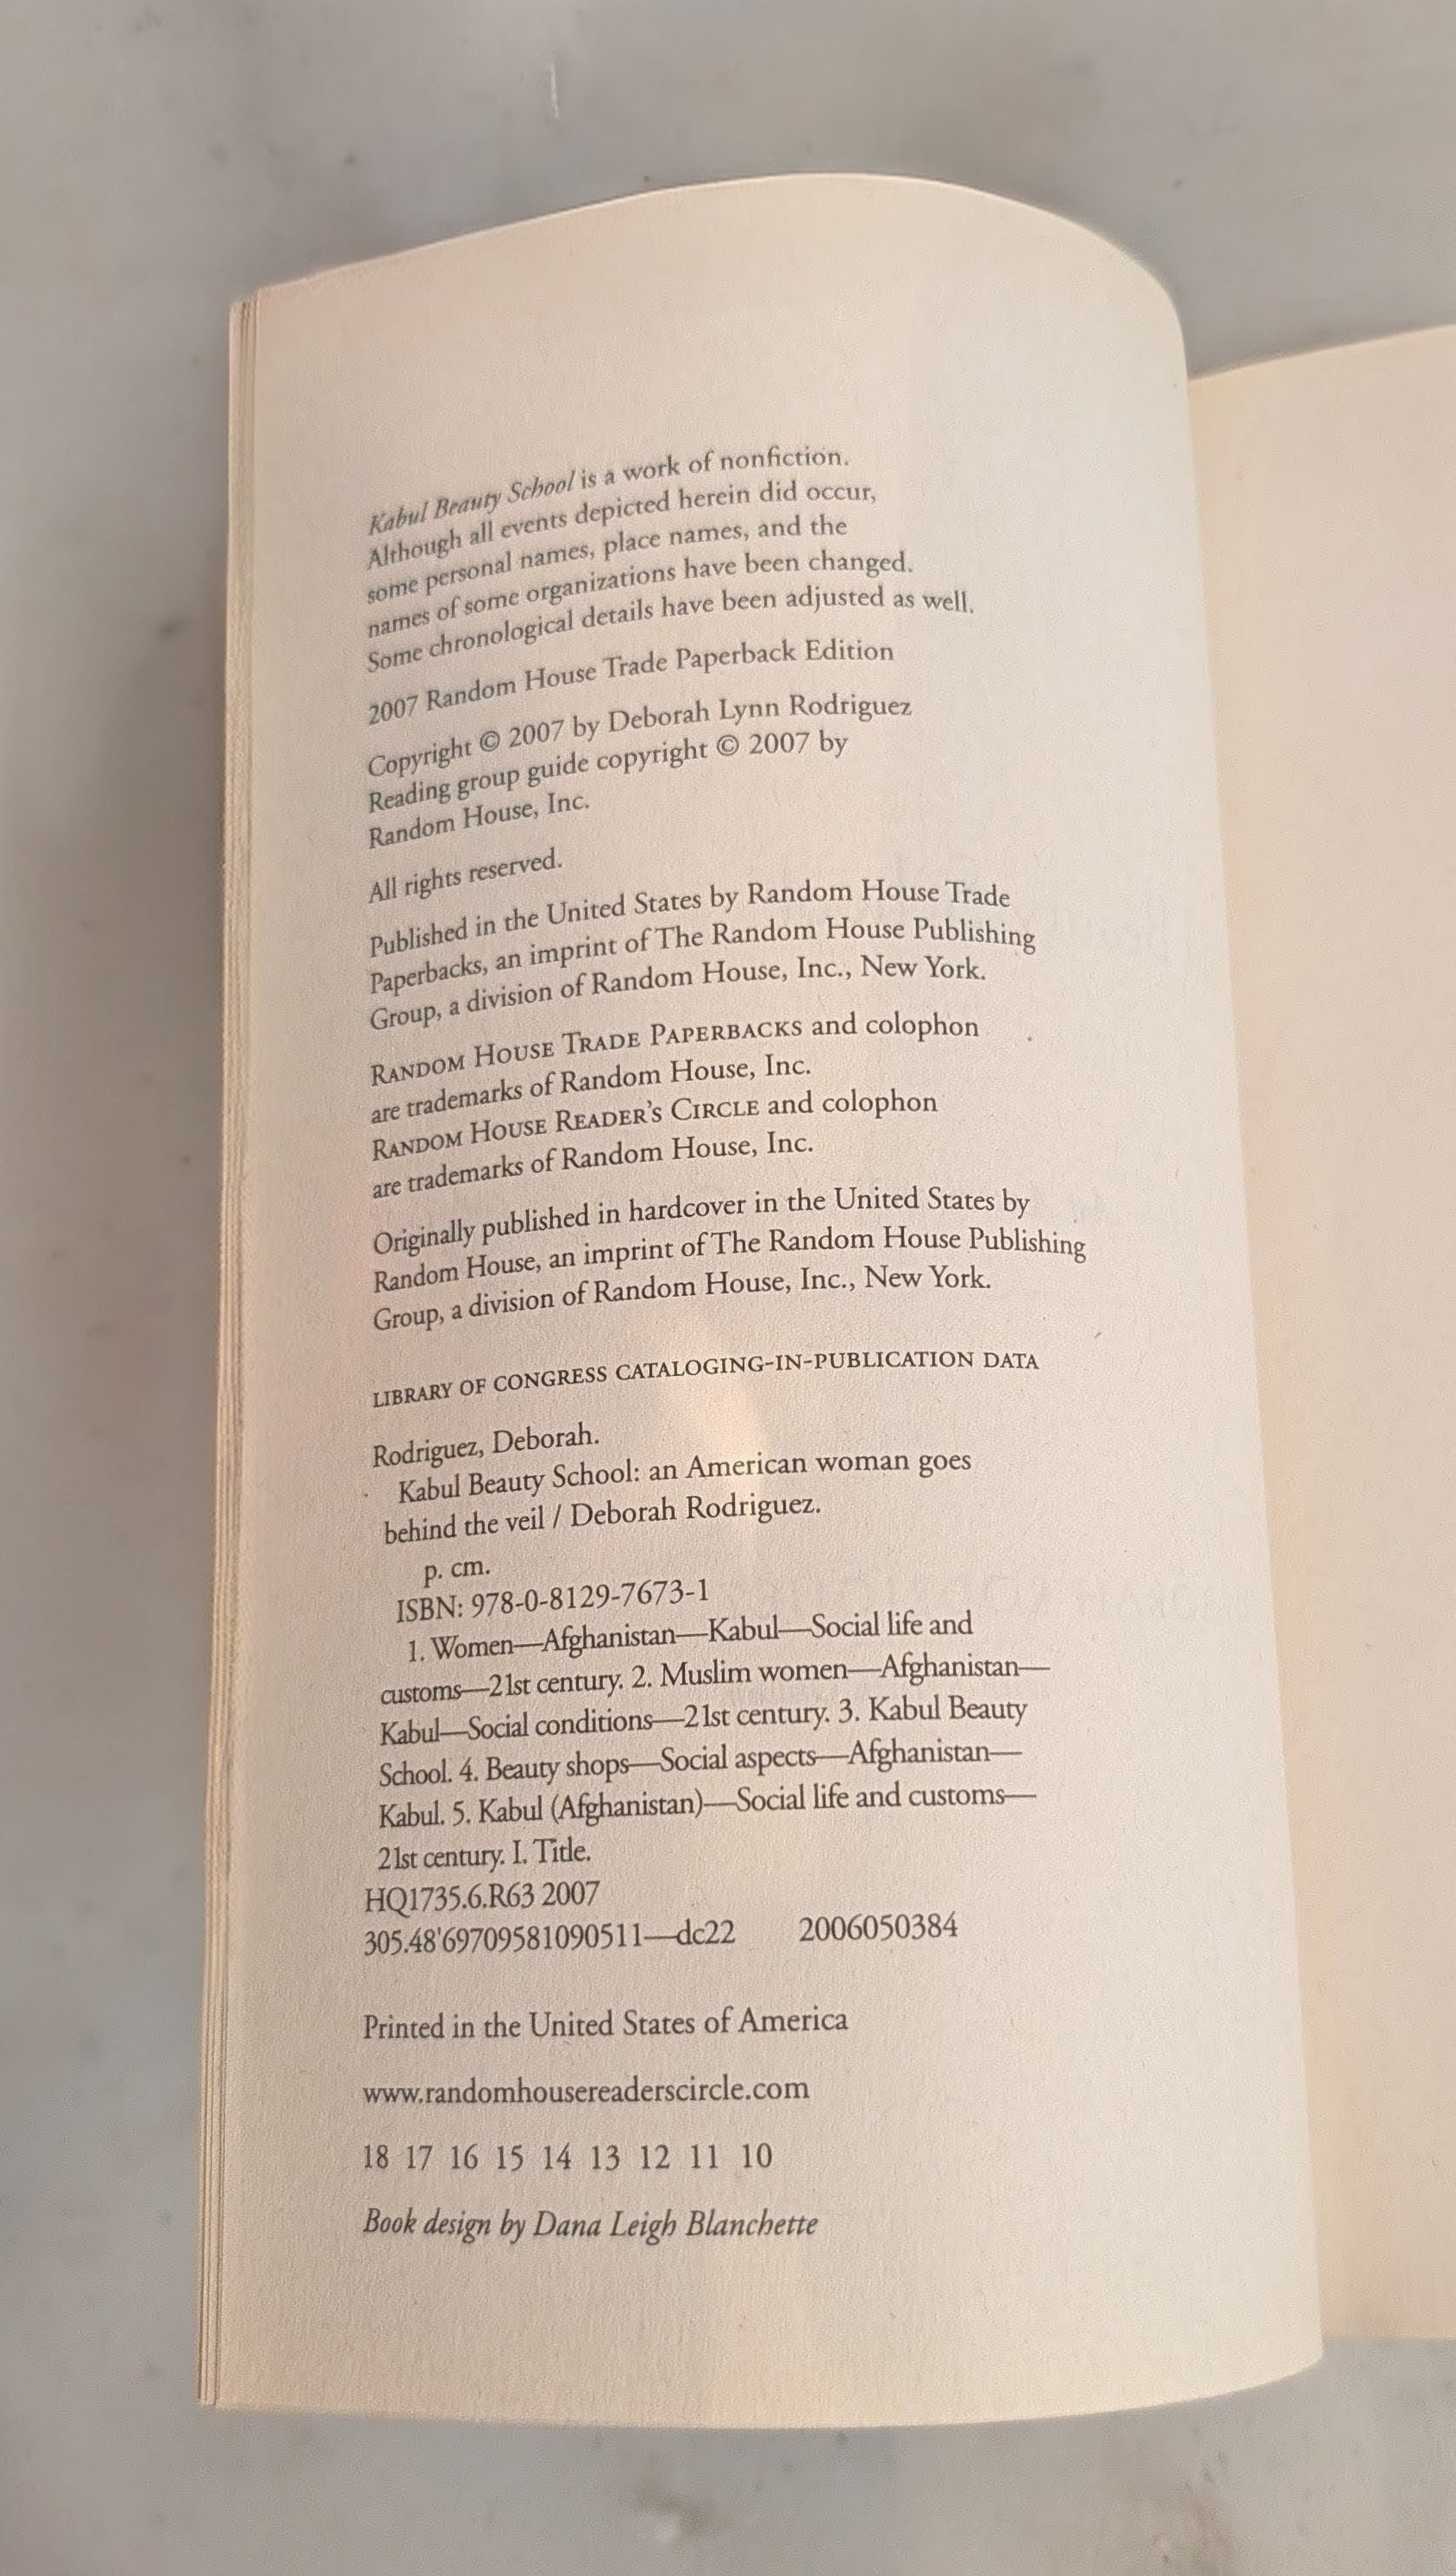 Kabul Beauty School is a work of nonfiction.
Although all events depicted herein did occur,
some personal names, place names, and the
names of some organizations have been changed.
Some chronological details have been adjusted as well.
2007 Random House Trade Paperback Edition
Copyright © 2007 by Deborah Lynn Rodriguez
Reading group guide copyright © 2007 by
Random House, Inc.
All rights reserved.
Published in the United States by Random House Trade
Paperbacks, an imprint of The Random House Publishing
Group, a division of Random House, Inc., New York.
RANDOM HOUSE TRADE PAPERBACKS and colophon
are trademarks of Random House, Inc.
RANDOM HOUSE READER'S CIRCLE and colophon
are trademarks of Random House, Inc.
Originally published in hardcover in the United States by
Random House, an imprint of The Random House Publishing
Group, a division of Random House, Inc., New York.
LIBRARY OF CONGRESS CATALOGING-IN-PUBLICATION DATA
Rodriguez, Deborah.
Kabul Beauty School: an American woman goes
behind the veil / Deborah Rodriguez.
p. cm.
ISBN: 978-0-8129-7673-1
1. Women—Afghanistan—Kabul—Social life and
customs—21st century. 2. Muslim women—Afghanistan—
Kabul—Social conditions—21st century. 3. Kabul Beauty
School. 4. Beauty shops—Social aspects—Afghanistan—
Kabul. 5. Kabul (Afghanistan)—Social life and customs—
21st century. I. Title.
HQ1735.6.R63 2007
305.48'69709581090511—dc22 2006050384
Printed in the United States of America
www.randomhousereaderscircle.com
18 17 16 15 14 13 12 11 10
Book design by Dana Leigh Blanchette